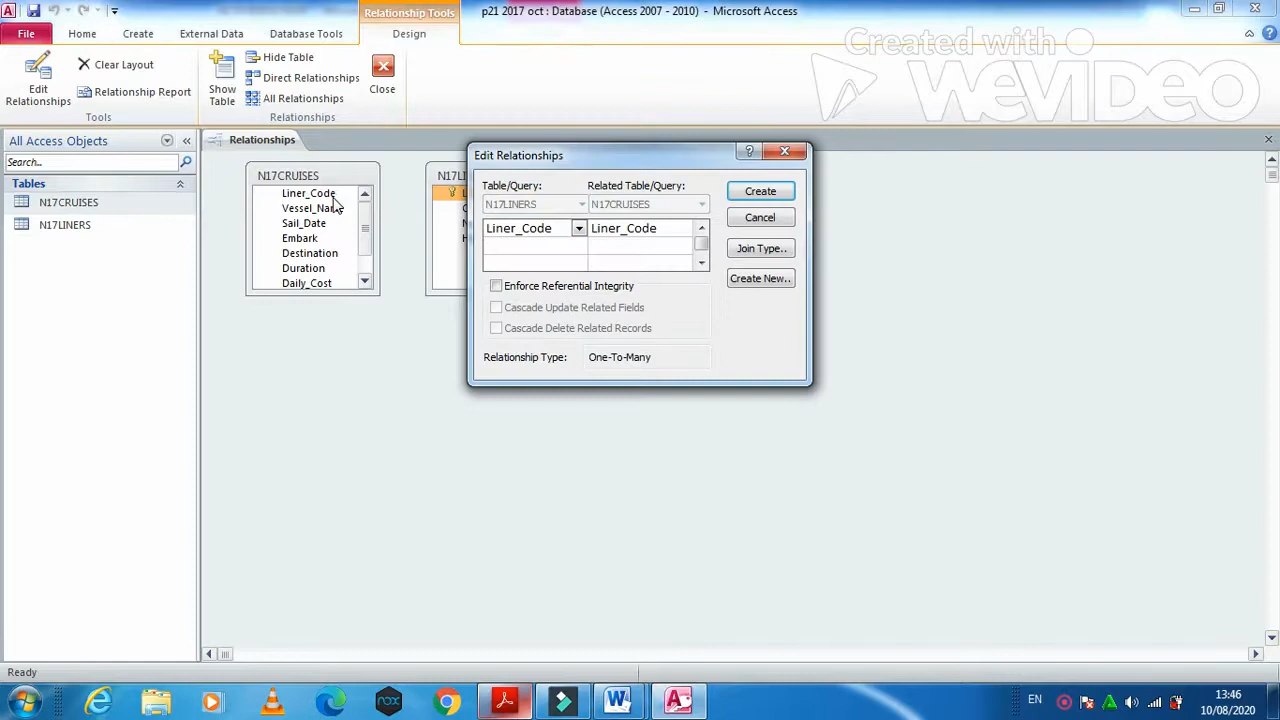 Relationship Tools
p21 2017 oct : Database (Access 2007 - 2010) - Microsoft Access
File
Home
Create
External Data
Database Tools
Design
Created with
WEVIDEO
Edit Relationships
Clear Layout
Relationship Report
Tools
Show Table
Hide Table
Direct Relationships
All Relationships
Relationships
Close
All Access Objects
Search..
Tables
N17CRUISES
N17LINERS
Relationships
N17CRUISES
Liner_Code
Sail_Date
Embark
Destination
Duration
Daily_Cost
Edit Relationships
Table/Query:
Related Table/Query:
N17LINERS
N17CRUISES
Liner_Code
Liner_Code
Enforce Referential Integrity
Cascade Update Related Fields
Cascade Delete Related Records
Relationship Type:
One-To-Many
Create
Cancel
Join Type..
Create New..
Ready
EN
13:46
10/08/2020